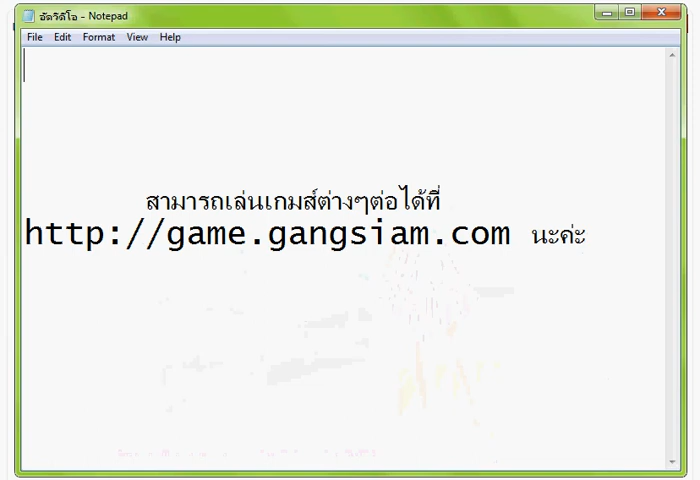 อัดวิดีโอ - Notepad
File Edit Format View Help
สามารถเล่นเกมส์ต่างๆต่อได้ที่
http://game.gangsiam.com นะค่ะ